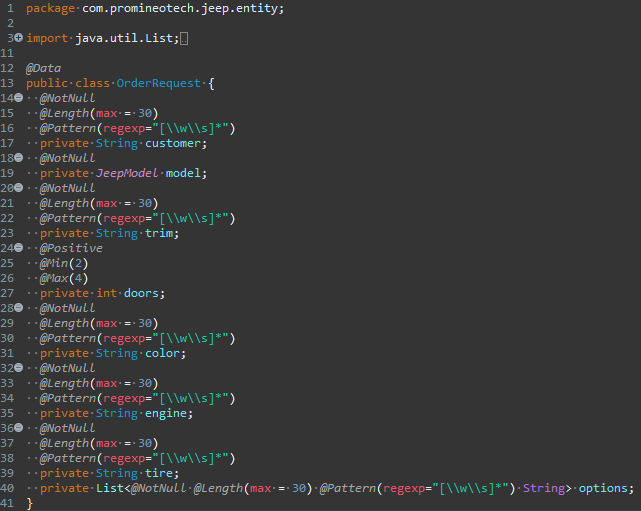 1 package com.promineotech.jeep.entity;
2
3 import java.util.List;
11
12 @Data
13 public class OrderRequest {
14 @NotNull
15 @Length(max = 30)
16 @Pattern(regexp="[\\w\\s]*")
17 private String customer;
18 @NotNull
19 private JeepModel model;
20 @NotNull
21 @Length(max = 30)
22 @Pattern(regexp="[\\w\\s]*")
23 private String trim;
24 @Positive
25 @Min(2)
26 @Max(4)
27 private int doors;
28 @NotNull
29 @Length(max = 30)
30 @Pattern(regexp="[\\w\\s]*")
31 private String color;
32 @NotNull
33 @Length(max = 30)
34 @Pattern(regexp="[\\w\\s]*")
35 private String engine;
36 @NotNull
37 @Length(max = 30)
38 @Pattern(regexp="[\\w\\s]*")
39 private String tire;
40 private List<@NotNull @Length(max = 30) @Pattern(regexp="[\\w\\s]*") String> options;
41 }